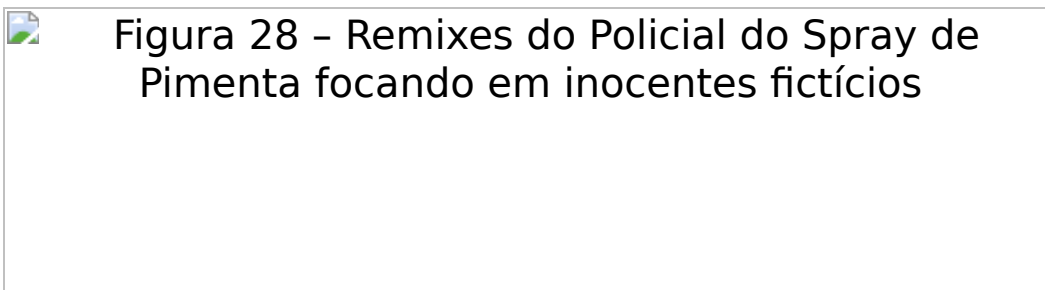 Figura 28 – Remixes do Policial do Spray de
Pimenta focando em inocentes fictícios